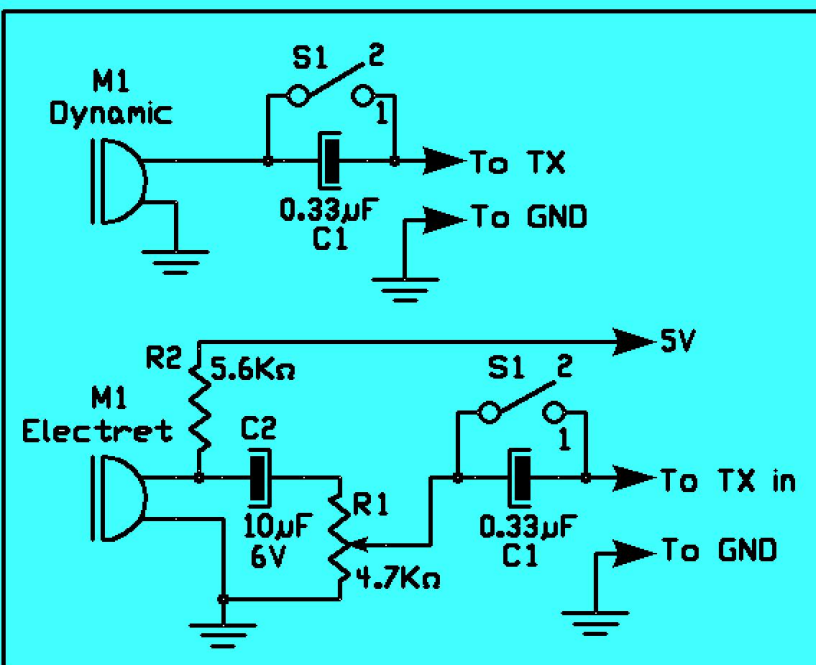 S1 2
M1
Dynamic
1
To TX
0.33µF
C1
To GND
5V
R2
5.6KΩ
S1 2
M1
Electret
C2
1
To TX in
R1
10µF
6V
0.33µF
C1
To GND
4.7KΩ